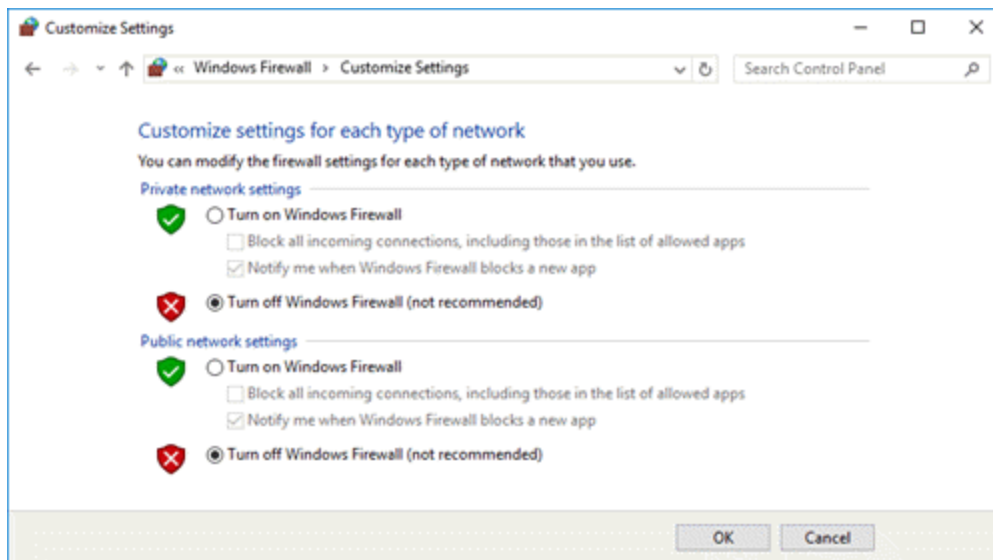 Customize Settings
« Windows Firewall > Customize Settings
Search Control Panel
Customize settings for each type of network
You can modify the firewall settings for each type of network that you use.
Private network settings
Turn on Windows Firewall
Block all incoming connections, including those in the list of allowed apps
Notify me when Windows Firewall blocks a new app
Turn off Windows Firewall (not recommended)
Public network settings
Turn on Windows Firewall
Block all incoming connections, including those in the list of allowed apps
Notify me when Windows Firewall blocks a new app
Turn off Windows Firewall (not recommended)
OK Cancel